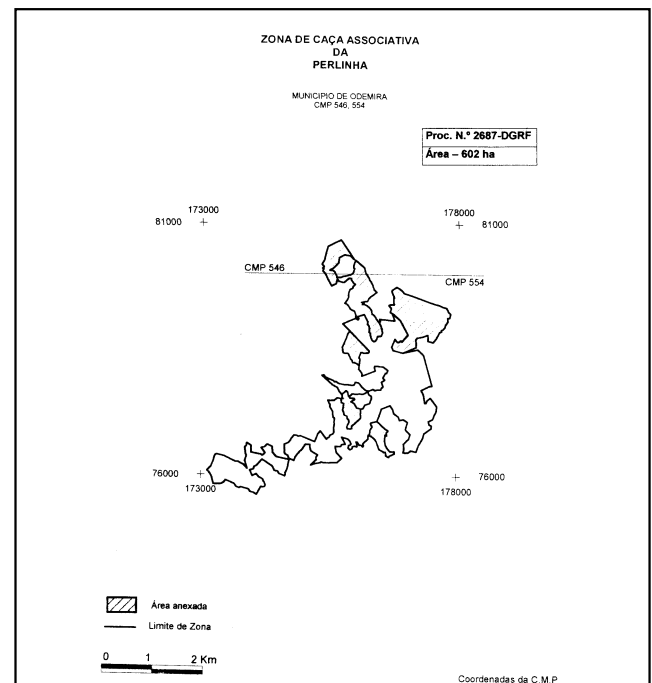 ZONA DE CAÇA ASSOCIATIVA
DA
PERLINHA
MUNICIPIO DE ODEMIRA
CMP 546, 554
Proc. N.º 2687-DGRF
Área – 602 ha
173000
81000
178000
81000
CMP 546
CMP 554
76000
173000
76000
178000
Área anexada
Limite de Zona
0 1 2 Km
Coordenadas da C.M.P